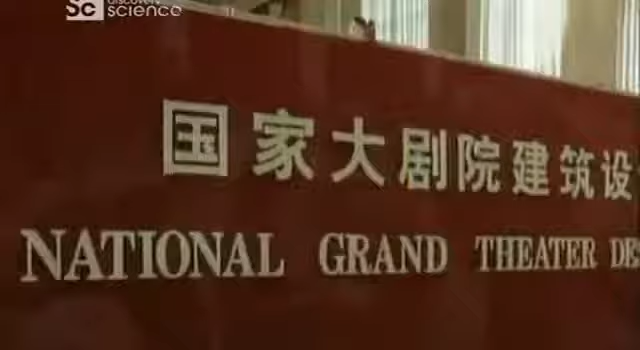 Sc discovery
science
国家大剧院建筑设
NATIONAL GRAND THEATER DE